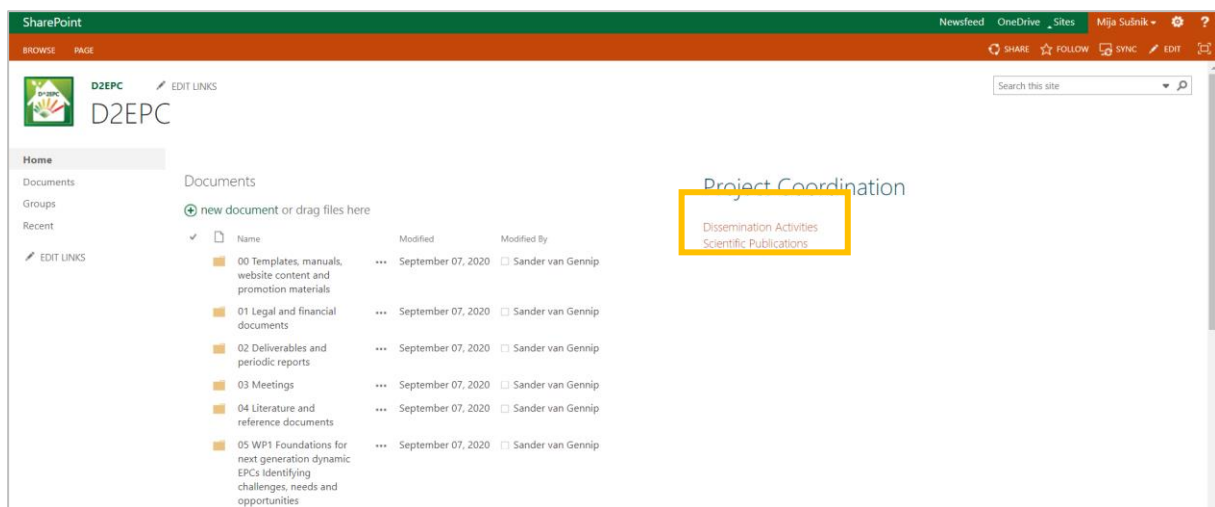 SharePoint
Newsfeed OneDrive Sites Mija Sušnik ?
BROWSE PAGE
SHARE FOLLOW SYNC EDIT
D2EPC EDIT LINKS
D2EPC
Search this site
D^2EPC
Home
Documents
Groups
Recent
EDIT LINKS
Documents
new document or drag files here
Name Modified Modified By
00 Templates, manuals, ... September 07, 2020 Sander van Gennip
website content and
promotion materials
01 Legal and financial ... September 07, 2020 Sander van Gennip
documents
02 Deliverables and ... September 07, 2020 Sander van Gennip
periodic reports
03 Meetings ... September 07, 2020 Sander van Gennip
04 Literature and ... September 07, 2020 Sander van Gennip
reference documents
05 WP1 Foundations for ... September 07, 2020 Sander van Gennip
next generation dynamic
EPCs Identifying
challenges, needs and
opportunities
Project Coordination
Dissemination Activities
Scientific Publications